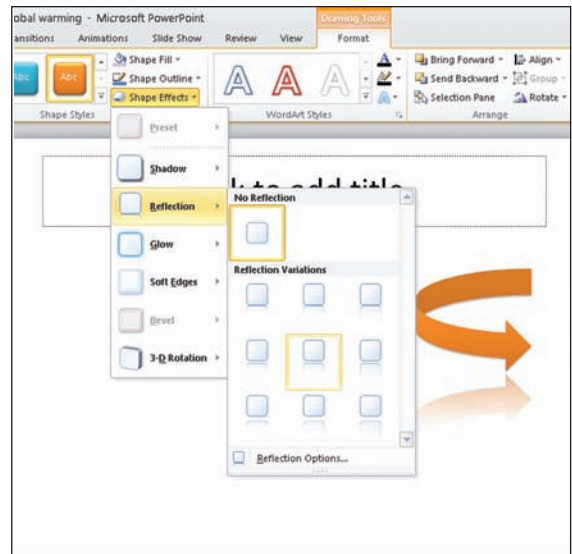 obal warming - Microsoft PowerPoint
Drawing Tools
ansitions Animations Slide Show Review View Format
Abc Abc
Shape Fill
Shape Outline
Shape Effects
A A A
Bring Forward Align
Send Backward Group
Selection Pane Rotate
Shape Styles WordArt Styles Arrange
Preset
Shadow
Reflection
Glow
Soft Edges
Bevel
3-D Rotation
k to add title
No Reflection
Reflection Variations
Reflection Options...